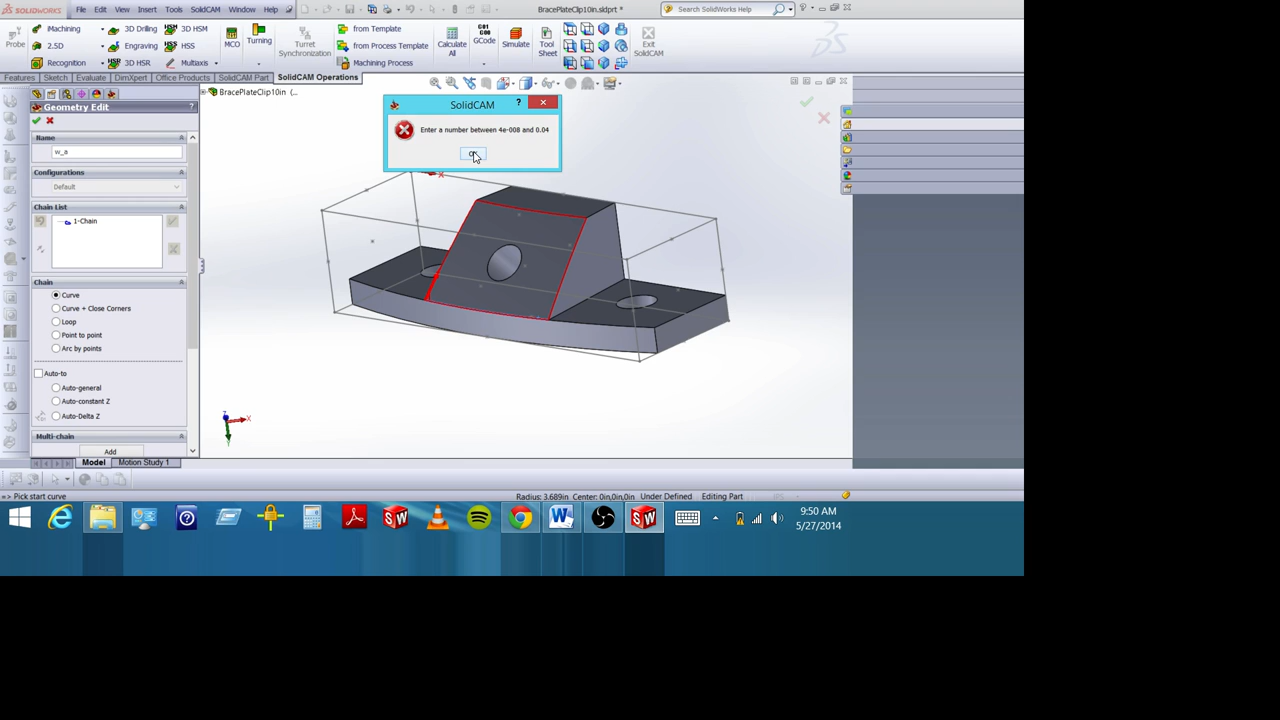 SOLIDWORKS File Edit View Insert Tools SolidCAM Window Help BracePlateClip10in.sldprt * Search SolidWorks Help
Probe iMachining 2.5D Recognition 3D Drilling Engraving 3D HSR 3D HSM HSS Multiaxis MCO Turning Turret Synchronization from Template from Process Template Machining Process Calculate All GCode Simulate Tool Sheet Exit SolidCAM
Features Sketch Evaluate DimXpert Office Products SolidCAM Part SolidCAM Operations
BracePlateClip10in (...
Geometry Edit ?
Name
w_a
Configurations
Default
Chain List
1-Chain
Chain
Curve
Curve + Close Corners
Loop
Point to point
Arc by points
Auto-to
Auto-general
Auto-constant Z
Auto-Delta Z
Multi-chain
Add
SolidCAM ?
Enter a number between 4e-008 and 0.04
X
Model Motion Study 1
=> Pick start curve Radius: 3.689in Center: 0in,0in,0in Under Defined Editing Part
9:50 AM
5/27/2014